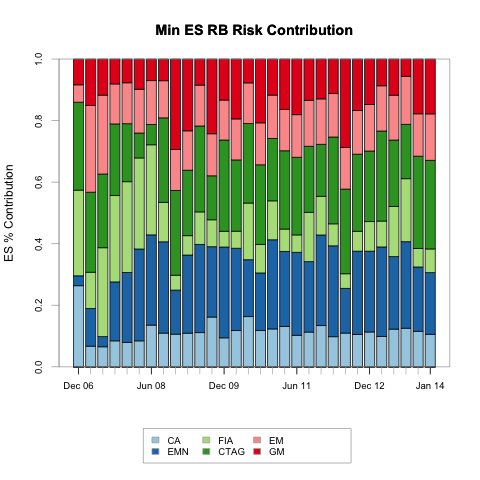 Min ES RB Risk Contribution
ES % Contribution
1.0
0.8
0.6
0.4
0.2
0.0
Dec 06 Jun 08 Dec 09 Jun 11 Dec 12 Jan 14
CA FIA EM
EMN CTAG GM